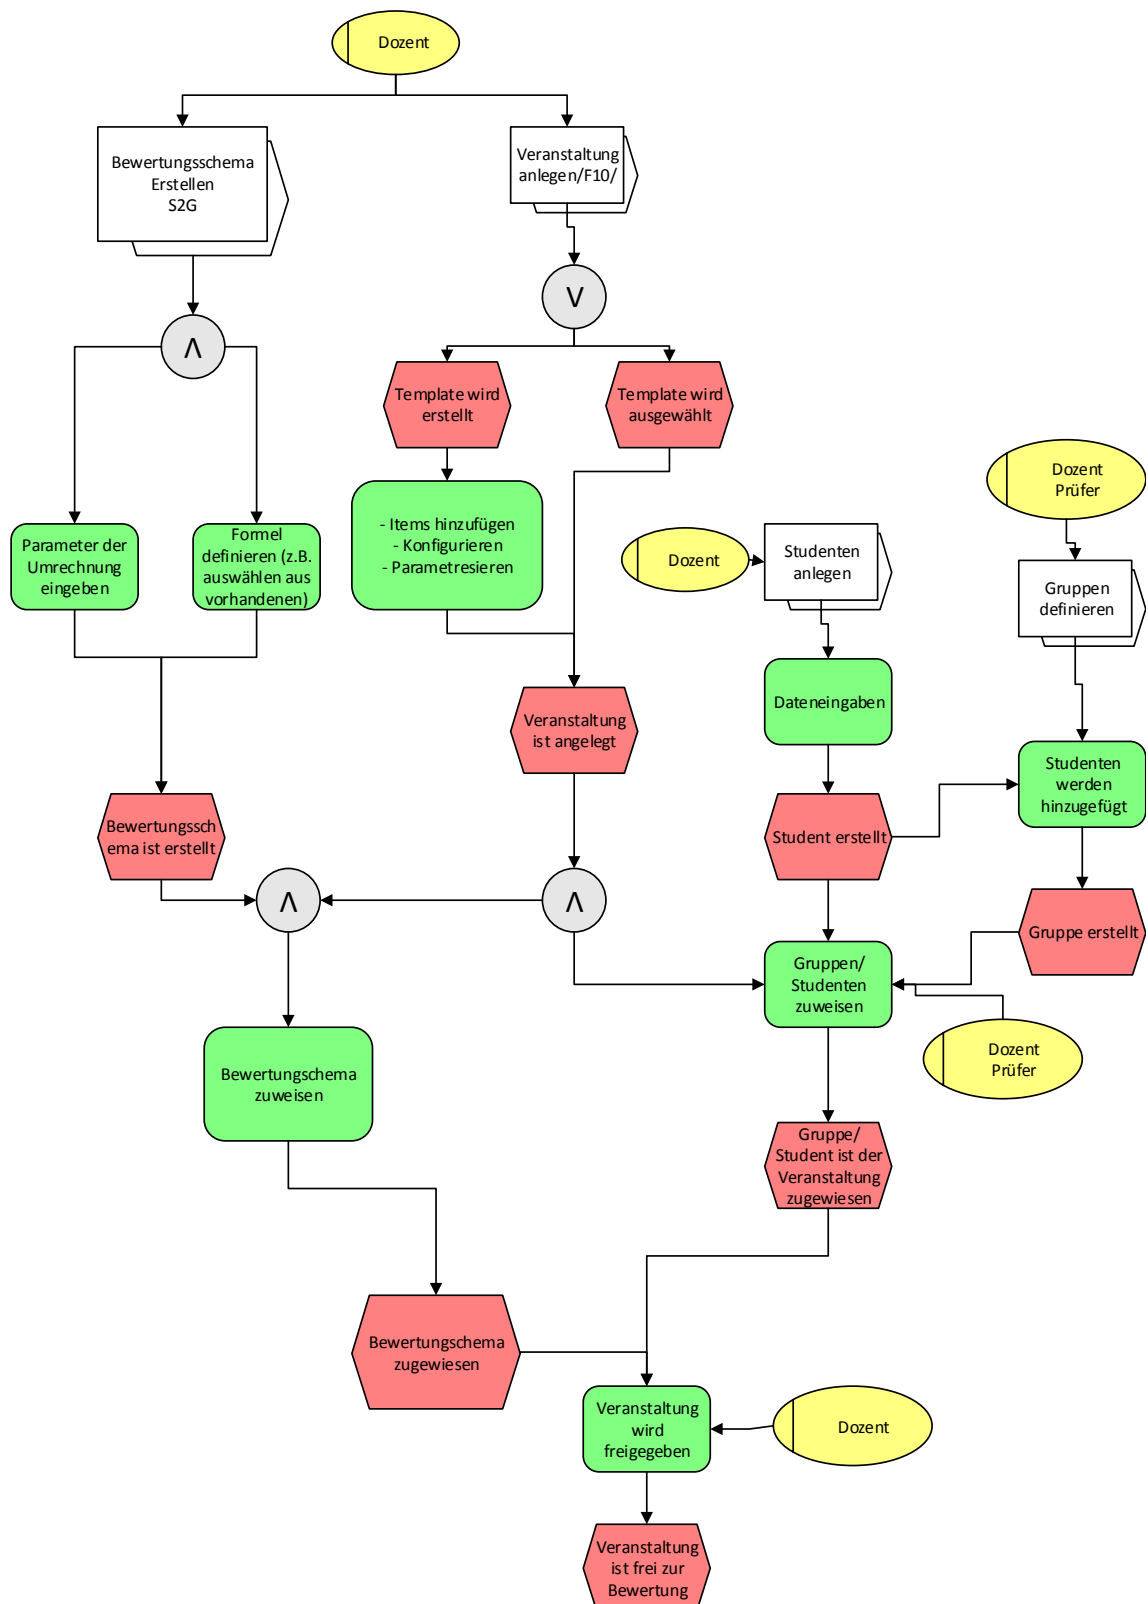 Dozent
Bewertungsschema
Erstellen
S2G
Veranstaltung
anlegen/F10/
V
Λ
Template wird
erstellt
Template wird
ausgewählt
Dozent
Prüfer
- Items hinzufügen
- Konfigurieren
- Parametresieren
Parameter der
Umrechnung
eingeben
Formel
definieren (z.B.
auswählen aus
vorhandenen)
Dozent
Studenten
anlegen
Gruppen
definieren
Dateneingaben
Veranstaltung
ist angelegt
Studenten
werden
hinzugefügt
Bewertungssch
ema ist erstellt
Student erstellt
Λ
Λ
Gruppe erstellt
Gruppen/
Studenten
zuweisen
Dozent
Prüfer
Bewertungschema
zuweisen
Gruppe/
Student ist der
Veranstaltung
zugewiesen
Bewertungschema
zugewiesen
Veranstaltung
wird
freigegeben
Dozent
Veranstaltung
ist frei zur
Bewertung